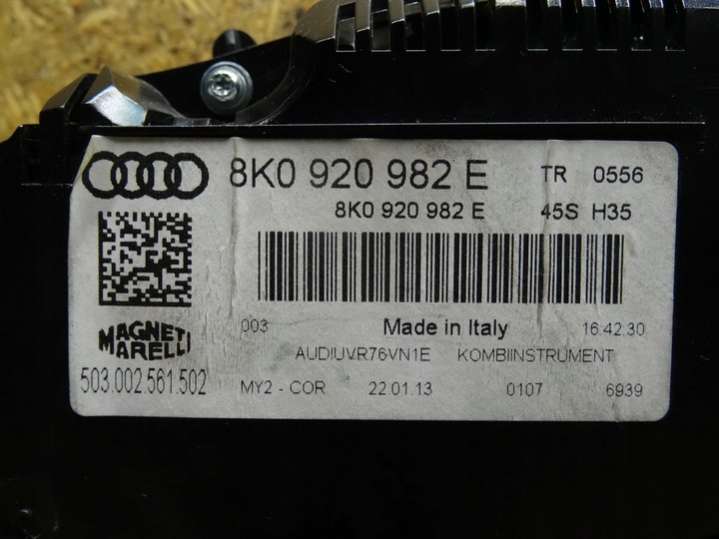 8K0 920 982 E TR 0556
8K0 920 982 E 45S H35
003 Made in Italy 16:42:30
MAGNETI
MARELLI
AUDIUVR76VN1E KOMBIINSTRUMENT
503.002.561.502 MY2 - COR 22.01.13 0107 6939